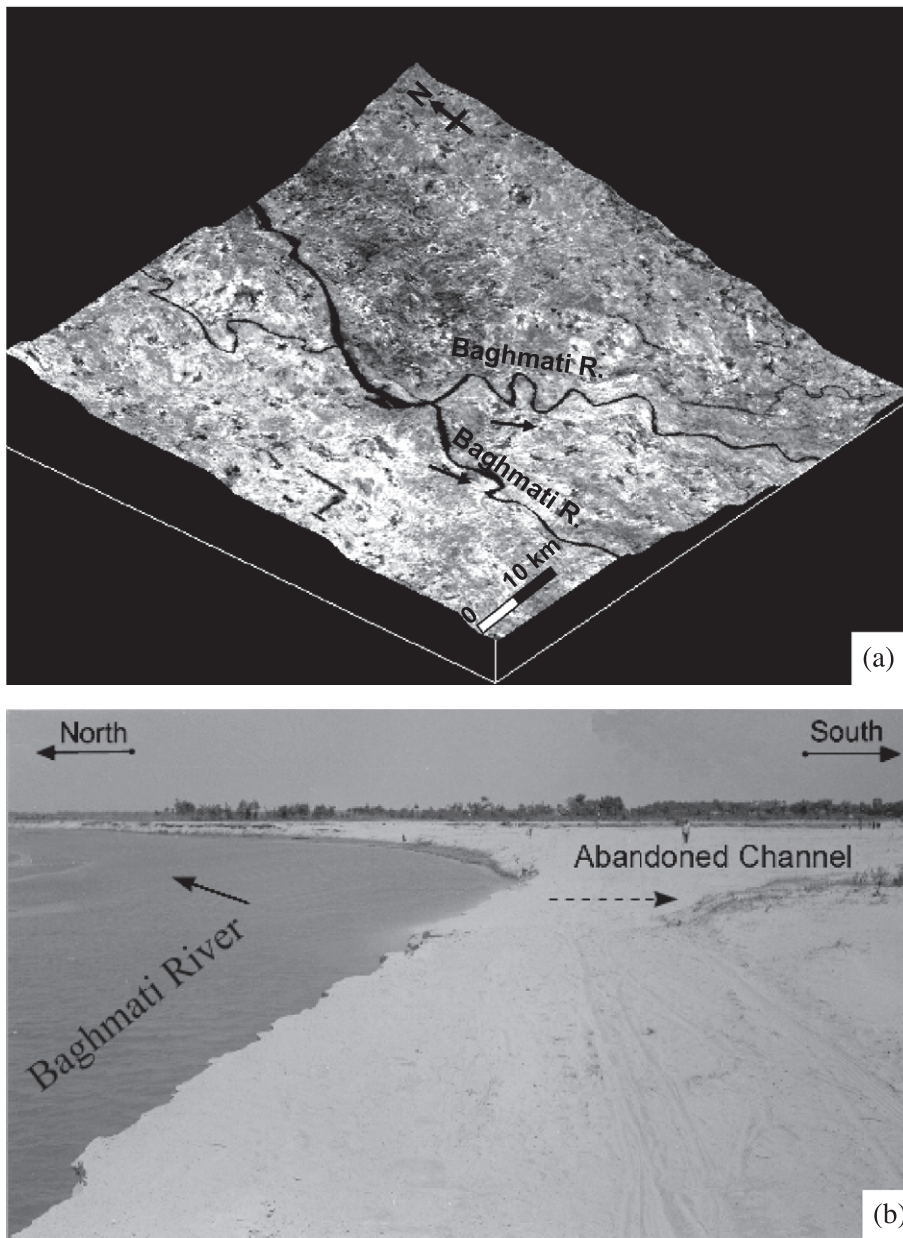 N
Baghmati R.
Baghmati R.
0 10 km
(a)
North
South
Abandoned Channel
Baghmati River
(b)